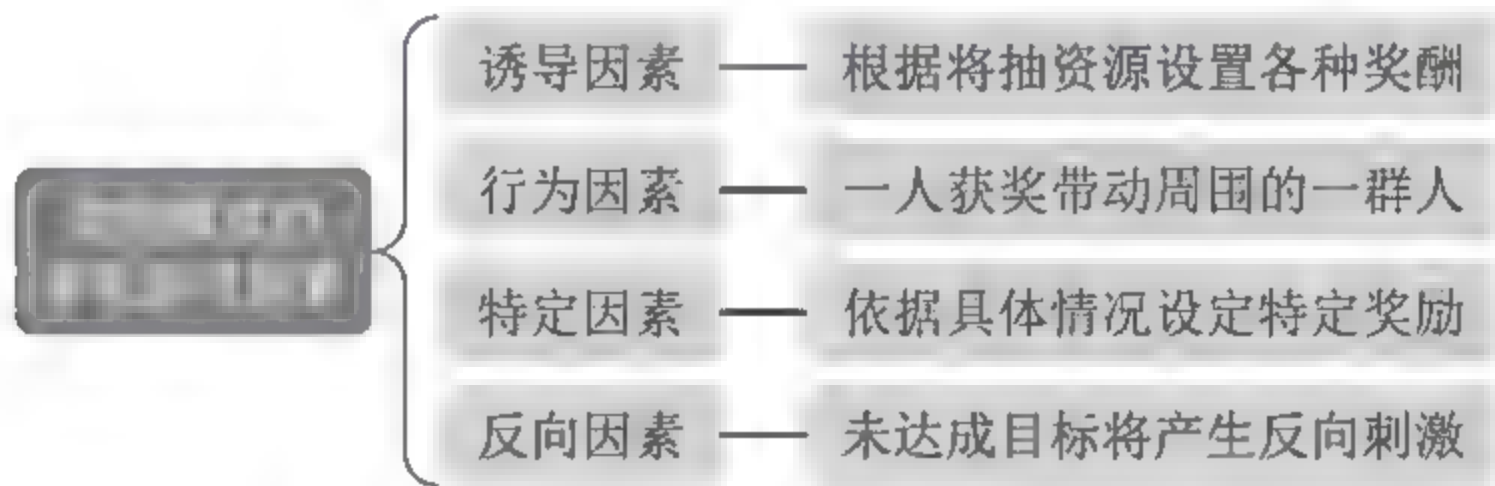 诱导因素 — 根据将抽资源设置各种奖酬
行为因素 — 一人获奖带动周围的一群人
特定因素 — 依据具体情况设定特定奖励
反向因素 — 未达成目标将产生反向刺激